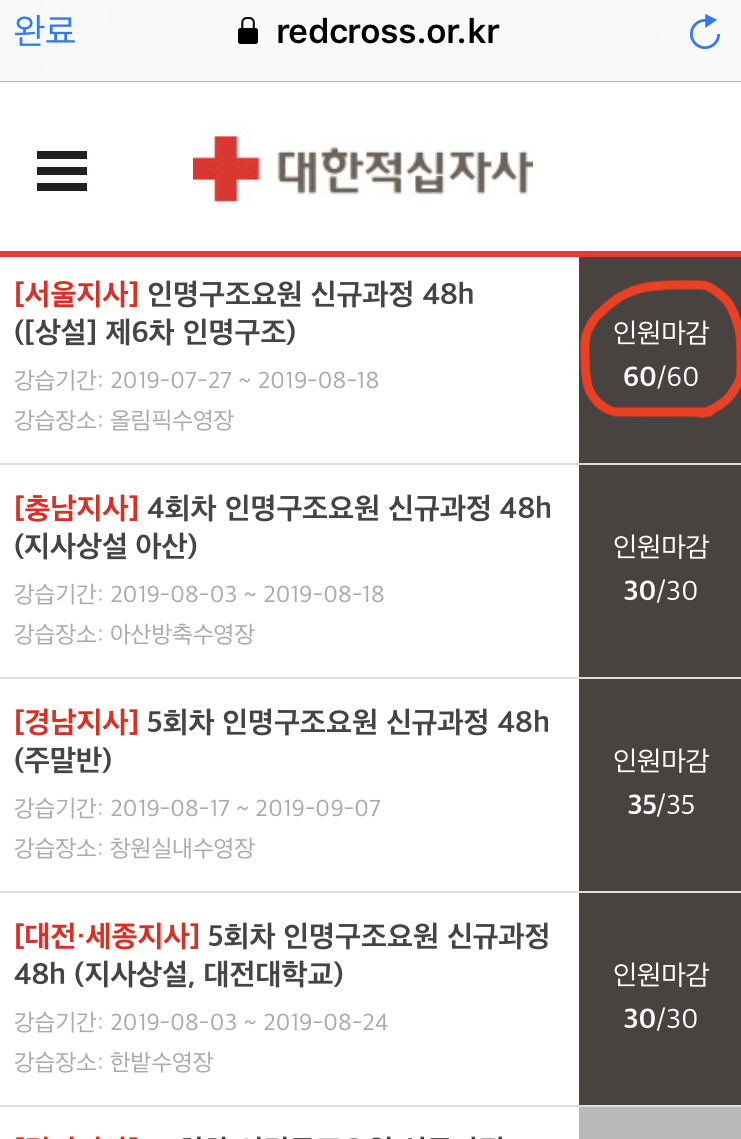 완료
redcross.or.kr
대한적십자사
[서울지사] 인명구조요원 신규과정 48h
([상설] 제6차 인명구조)
강습기간: 2019-07-27 ~ 2019-08-18
강습장소: 올림픽수영장
인원마감
60/60
[충남지사] 4회차 인명구조요원 신규과정 48h
(지사상설 아산)
강습기간: 2019-08-03 ~ 2019-08-18
강습장소: 아산방축수영장
인원마감
30/30
[경남지사] 5회차 인명구조요원 신규과정 48h
(주말반)
강습기간: 2019-08-17 ~ 2019-09-07
강습장소: 창원실내수영장
인원마감
35/35
[대전·세종지사] 5회차 인명구조요원 신규과정
48h (지사상설, 대전대학교)
강습기간: 2019-08-03 ~ 2019-08-24
강습장소: 한밭수영장
인원마감
30/30